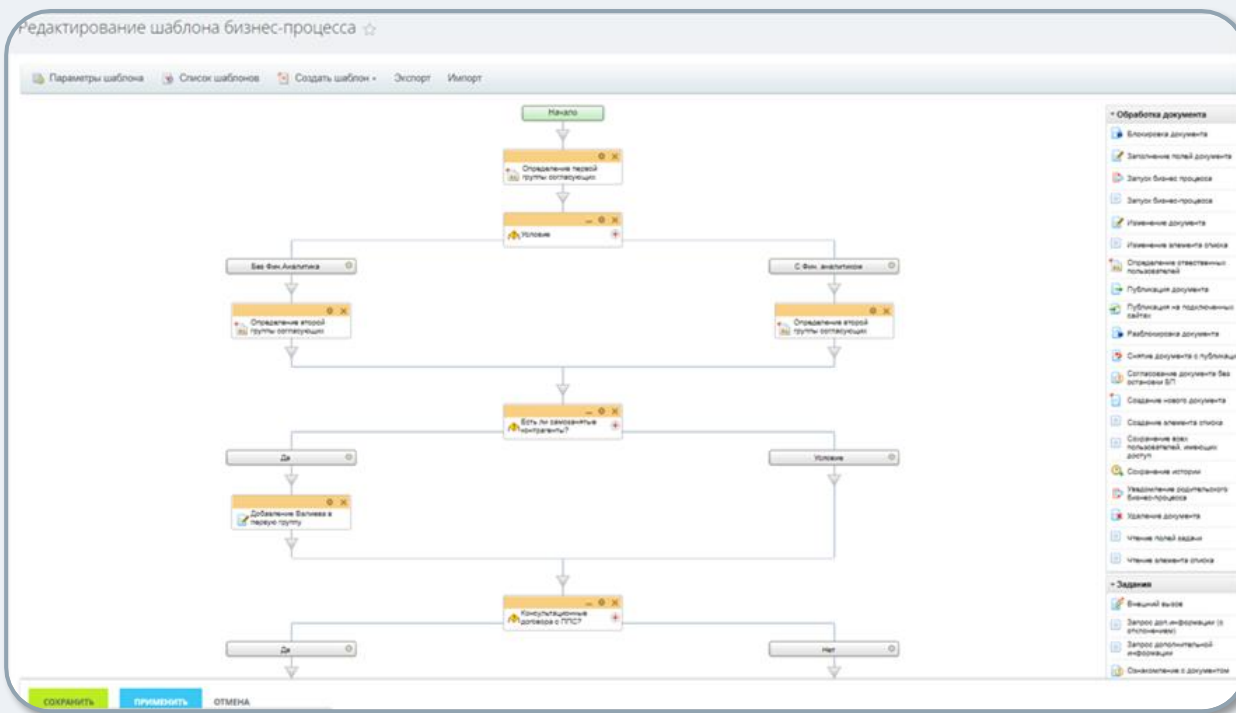 Редактирование шаблона бизнес-процесса
Параметры шаблона Список шаблонов Создать шаблон Экспорт Импорт
Начало
Определение первой
группы согласующих
Условие
Без Фин.Аналитика
С Фин. аналитиком
Определение второй
группы согласующих
Определение второй
группы согласующих
Есть ли самозанятые
контрагенты?
Да
Условие
Добавление Валиева в
первую группу
Консультационные
договора с ППС?
Да
Нет
СОХРАНИТЬ ПРИМЕНИТЬ ОТМЕНА
Обработка документа
Блокировка документа
Заполнение полей документа
Запуск бизнес процесса
Запуск бизнес-процесса
Изменение документа
Изменение элемента списка
Определение ответственных
пользователей
Публикация документа
Публикация на подключенных
сайтах
Разблокировка документа
Снятие документа с публикаци
Согласование документа без
остановки БП
Создание нового документа
Создание элемента списка
Сохранение всех
пользователей, имеющих
доступ
Сохранение истории
Уведомление родительского
бизнес-процесса
Удаление документа
Чтение полей задачи
Чтение элемента списка
Задания
Внешний вызов
Запрос доп.информации (с
отклонением)
Запрос дополнительной
информации
Ознакомление с документом